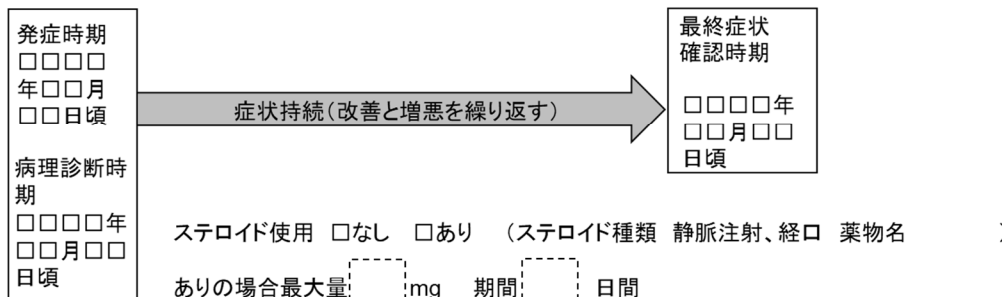 発症時期
□□□□
年□□月
□□日頃
病理診断時
期
□□□□年
□□月□□
日頃
症状持続(改善と増悪を繰り返す)
最終症状
確認時期
□□□□年
□□月□□
日頃
ステロイド使用 □なし □あり (ステロイド種類 静脈注射、経口 薬物名 )
ありの場合最大量 mg 期間 日間